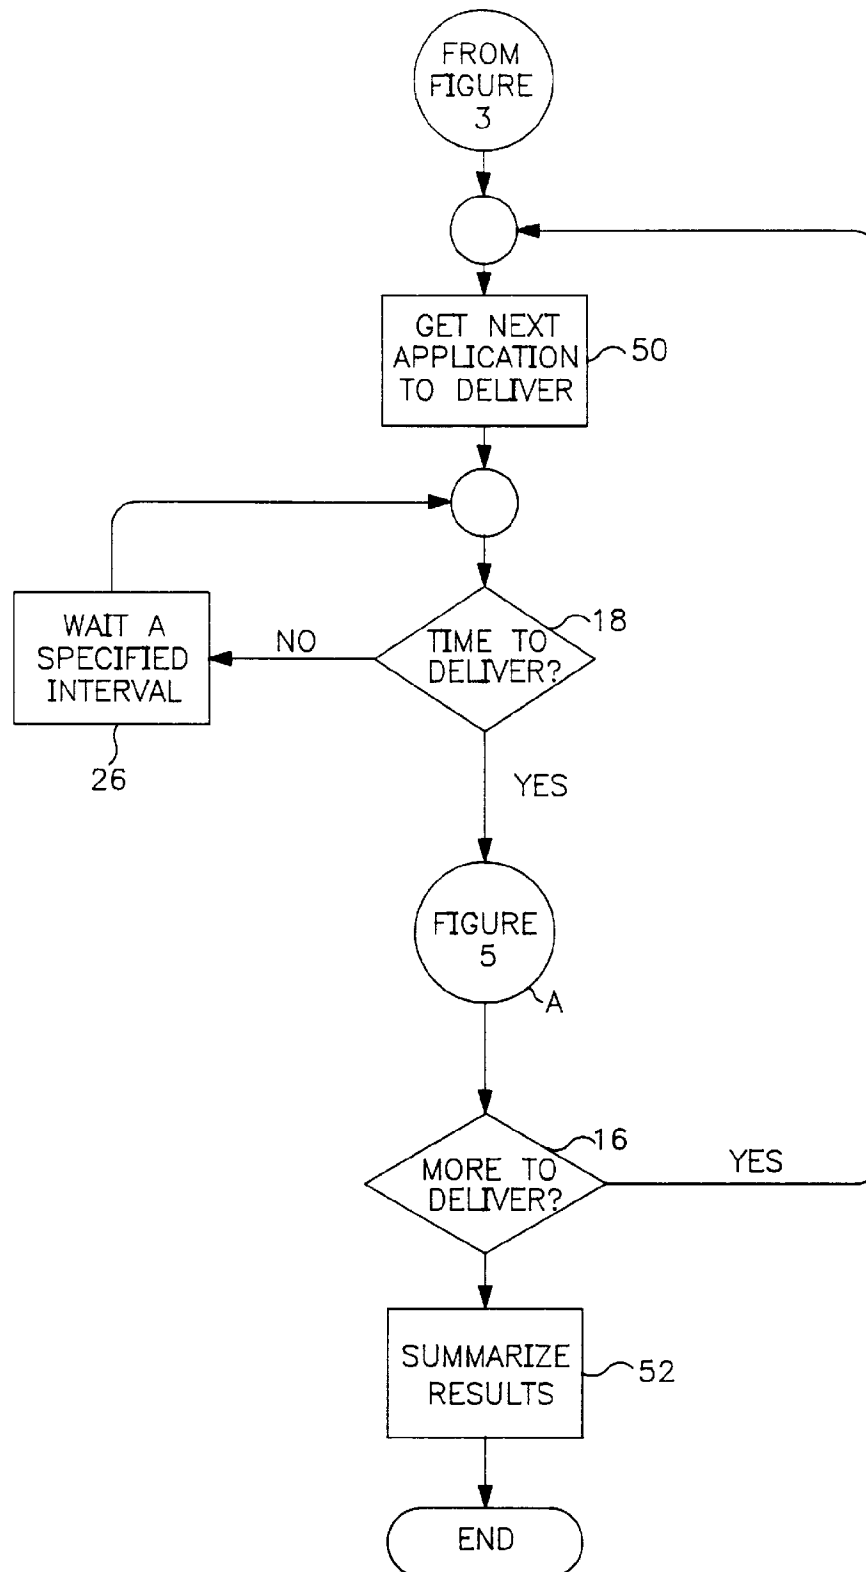 FROM
FIGURE
3
GET NEXT
APPLICATION
TO DELIVER
50
WAIT A
SPECIFIED
INTERVAL
26
NO
TIME TO
DELIVER?
18
YES
FIGURE
5
A
MORE TO
DELIVER?
16
YES
SUMMARIZE
RESULTS
52
END